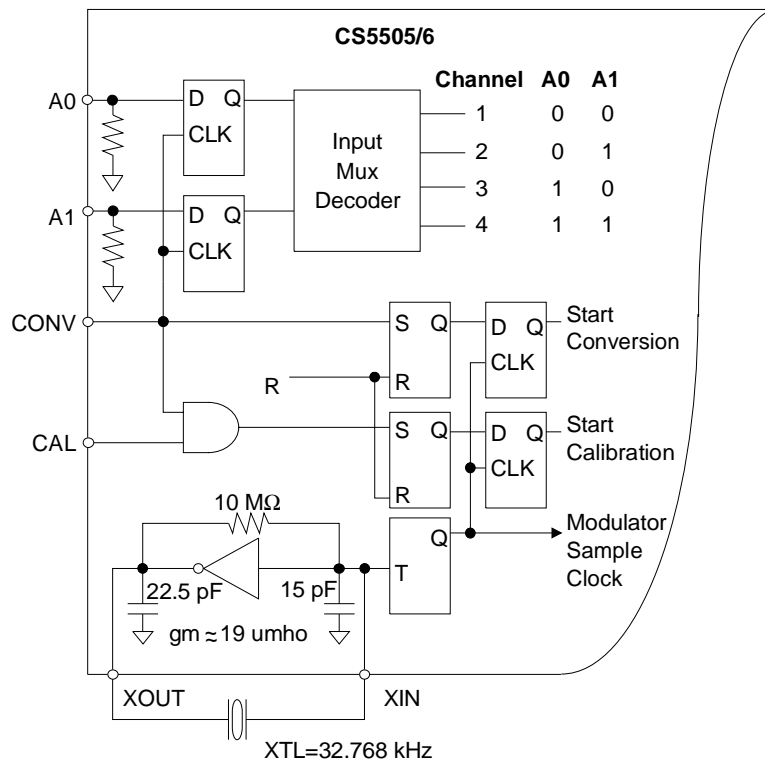 CS5505/6
Channel A0 A1
A0
D Q
CLK
Input
Mux
Decoder
1 0 0
2 0 1
3 1 0
4 1 1
A1
D Q
CLK
CONV
S Q
R
D Q
CLK
Start
Conversion
R
CAL
S Q
R
D Q
CLK
Start
Calibration
10 MΩ
22.5 pF
15 pF
gm ≈ 19 umho
T
Q
Modulator
Sample
Clock
XOUT
XIN
XTL=32.768 kHz